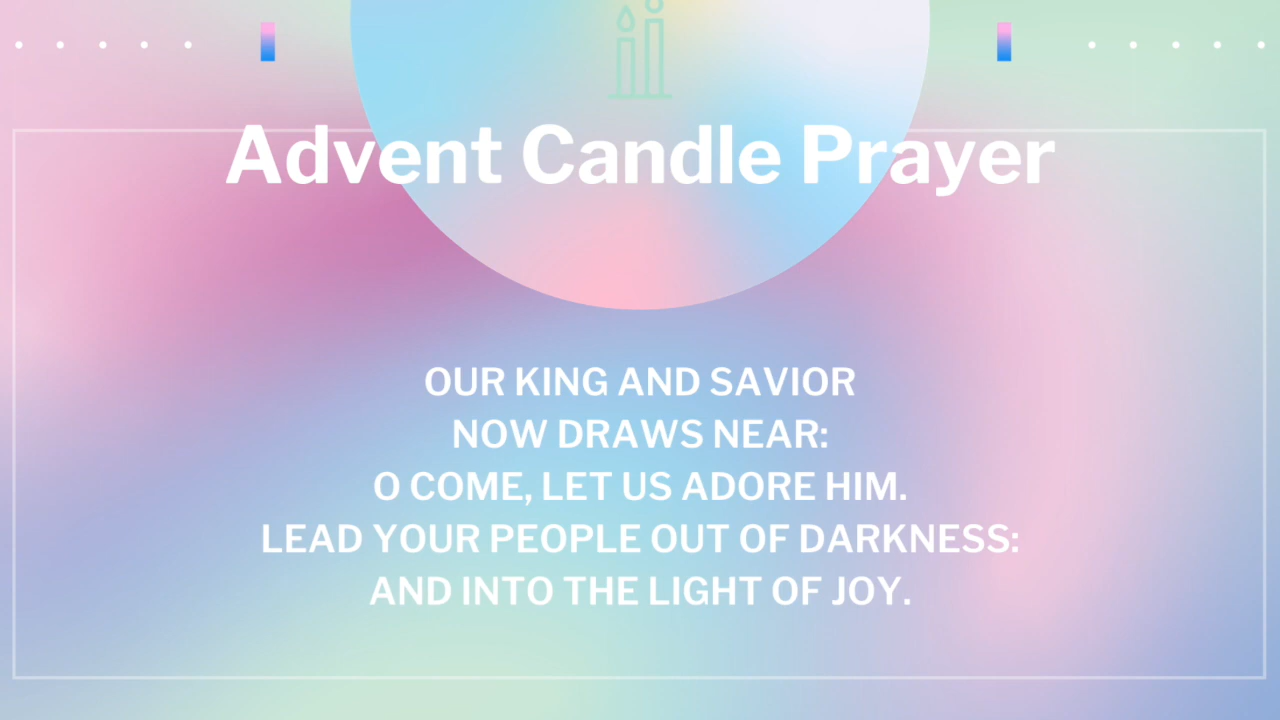 Advent Candle Prayer
OUR KING AND SAVIOR
NOW DRAWS NEAR:
O COME, LET US ADORE HIM.
LEAD YOUR PEOPLE OUT OF DARKNESS:
AND INTO THE LIGHT OF JOY.